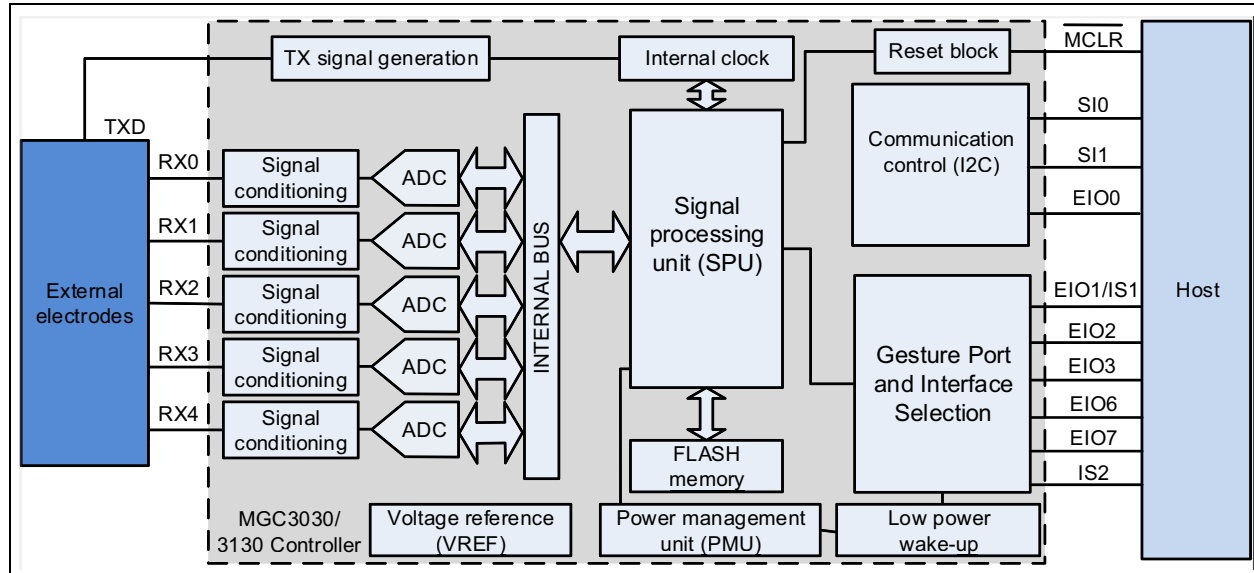 MCLR
TX signal generation
Internal clock
Reset block
TXD
SI0
Communication
control (I2C)
SI1
EIO0
RX0
Signal
conditioning
ADC
RX1
Signal
conditioning
ADC
RX2
Signal
conditioning
ADC
RX3
Signal
conditioning
ADC
RX4
Signal
conditioning
ADC
External
electrodes
INTERNAL BUS
Signal
processing
unit (SPU)
Host
EIO1/IS1
EIO2
EIO3
EIO6
EIO7
IS2
Gesture Port
and Interface
Selection
FLASH
memory
MGC3030/
3130 Controller
Voltage reference
(VREF)
Power management
unit (PMU)
Low power
wake-up